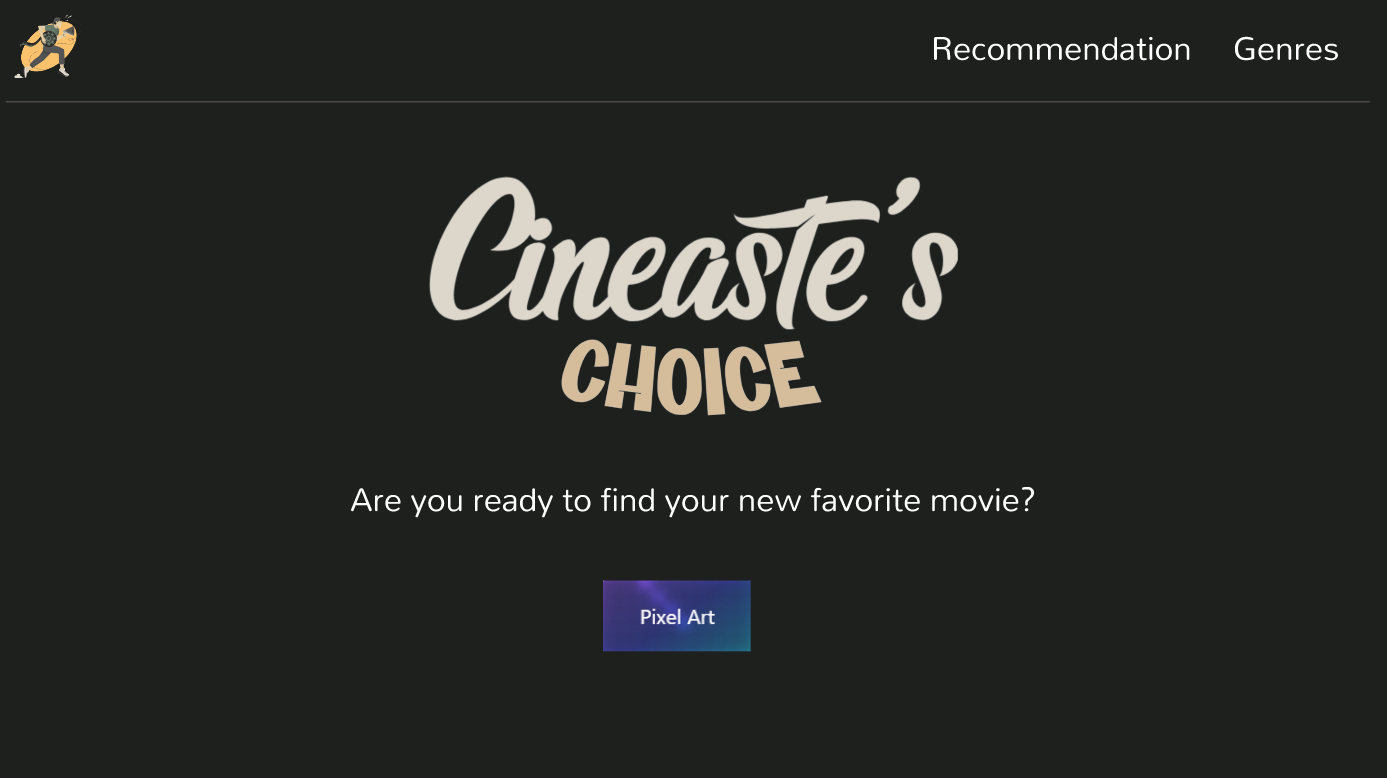 Recommendation Genres
Cineaste's
CHOICE
Are you ready to find your new favorite movie?
Pixel Art